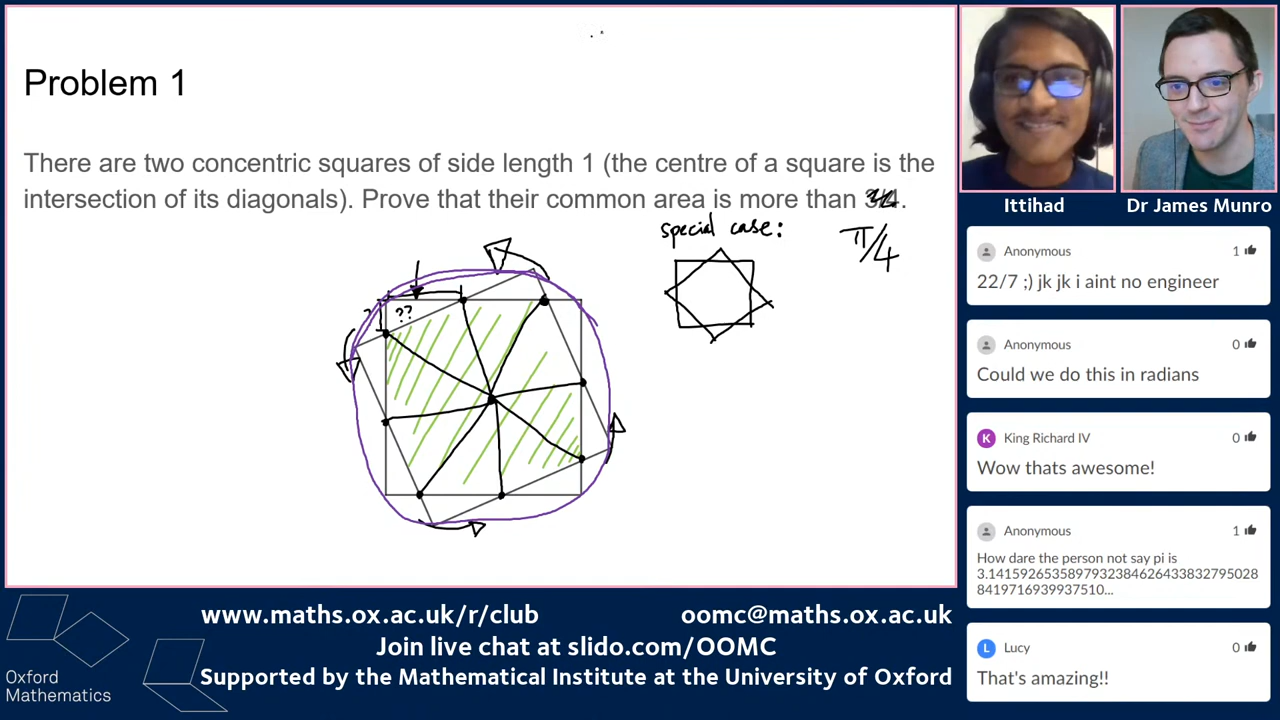 Problem 1
There are two concentric squares of side length 1 (the centre of a square is the
intersection of its diagonals). Prove that their common area is more than 3/4.
special case:
π/4
??
?
Ittihad
Dr James Munro
Anonymous
1
22/7 ;) jk jk i aint no engineer
Anonymous
0
Could we do this in radians
K
King Richard IV
0
Wow thats awesome!
Anonymous
1
How dare the person not say pi is
3.1415926535897932384626433832795028
8419716939937510...
L
Lucy
0
That's amazing!!
Oxford
Mathematics
www.maths.ox.ac.uk/r/club
oomc@maths.ox.ac.uk
Join live chat at slido.com/OOMC
Supported by the Mathematical Institute at the University of Oxford